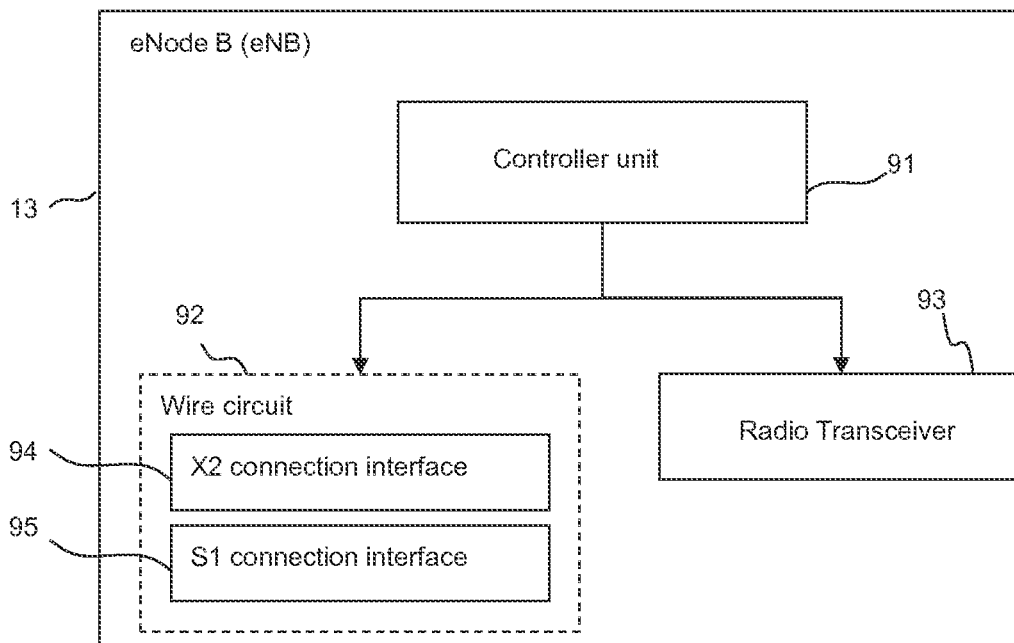 eNode B (eNB)
Controller unit
91
13
92
93
Wire circuit
Radio Transceiver
94
X2 connection interface
95
S1 connection interface